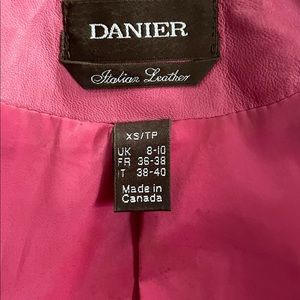 DANIER
Italian Leather
XS/TP
UK 8-10
FR 36-38
IT 38-40
Made in
Canada